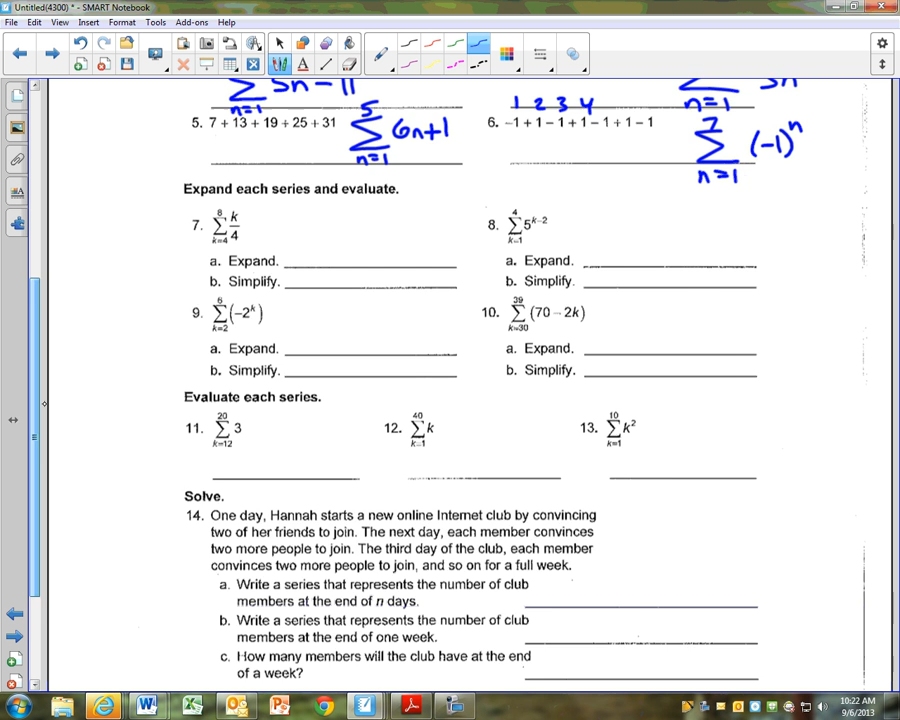 Untitled(4300) * - SMART Notebook
File Edit View Insert Format Tools Add-ons Help
∑ 5n - 11
n=1
∑
n=1
5. 7 + 13 + 19 + 25 + 31
5
∑ 6n+1
n=1
1 2 3 4
6. –1 + 1 – 1 + 1 – 1 + 1 – 1
7
∑ (-1)^n
n=1
Expand each series and evaluate.
7. ∑_{k=4}^{8} k/4
a. Expand.
b. Simplify.
8. ∑_{k=1}^{4} 5^{k–2}
a. Expand.
b. Simplify.
9. ∑_{k=2}^{6} (–2^k)
a. Expand.
b. Simplify.
10. ∑_{k=30}^{39} (70 – 2k)
a. Expand.
b. Simplify.
Evaluate each series.
11. ∑_{k=12}^{20} 3
12. ∑_{k=1}^{40} k
13. ∑_{k=1}^{10} k²
Solve.
14. One day, Hannah starts a new online Internet club by convincing
two of her friends to join. The next day, each member convinces
two more people to join. The third day of the club, each member
convinces two more people to join, and so on for a full week.
a. Write a series that represents the number of club
members at the end of n days.
b. Write a series that represents the number of club
members at the end of one week.
c. How many members will the club have at the end
of a week?
10:22 AM
9/6/2013